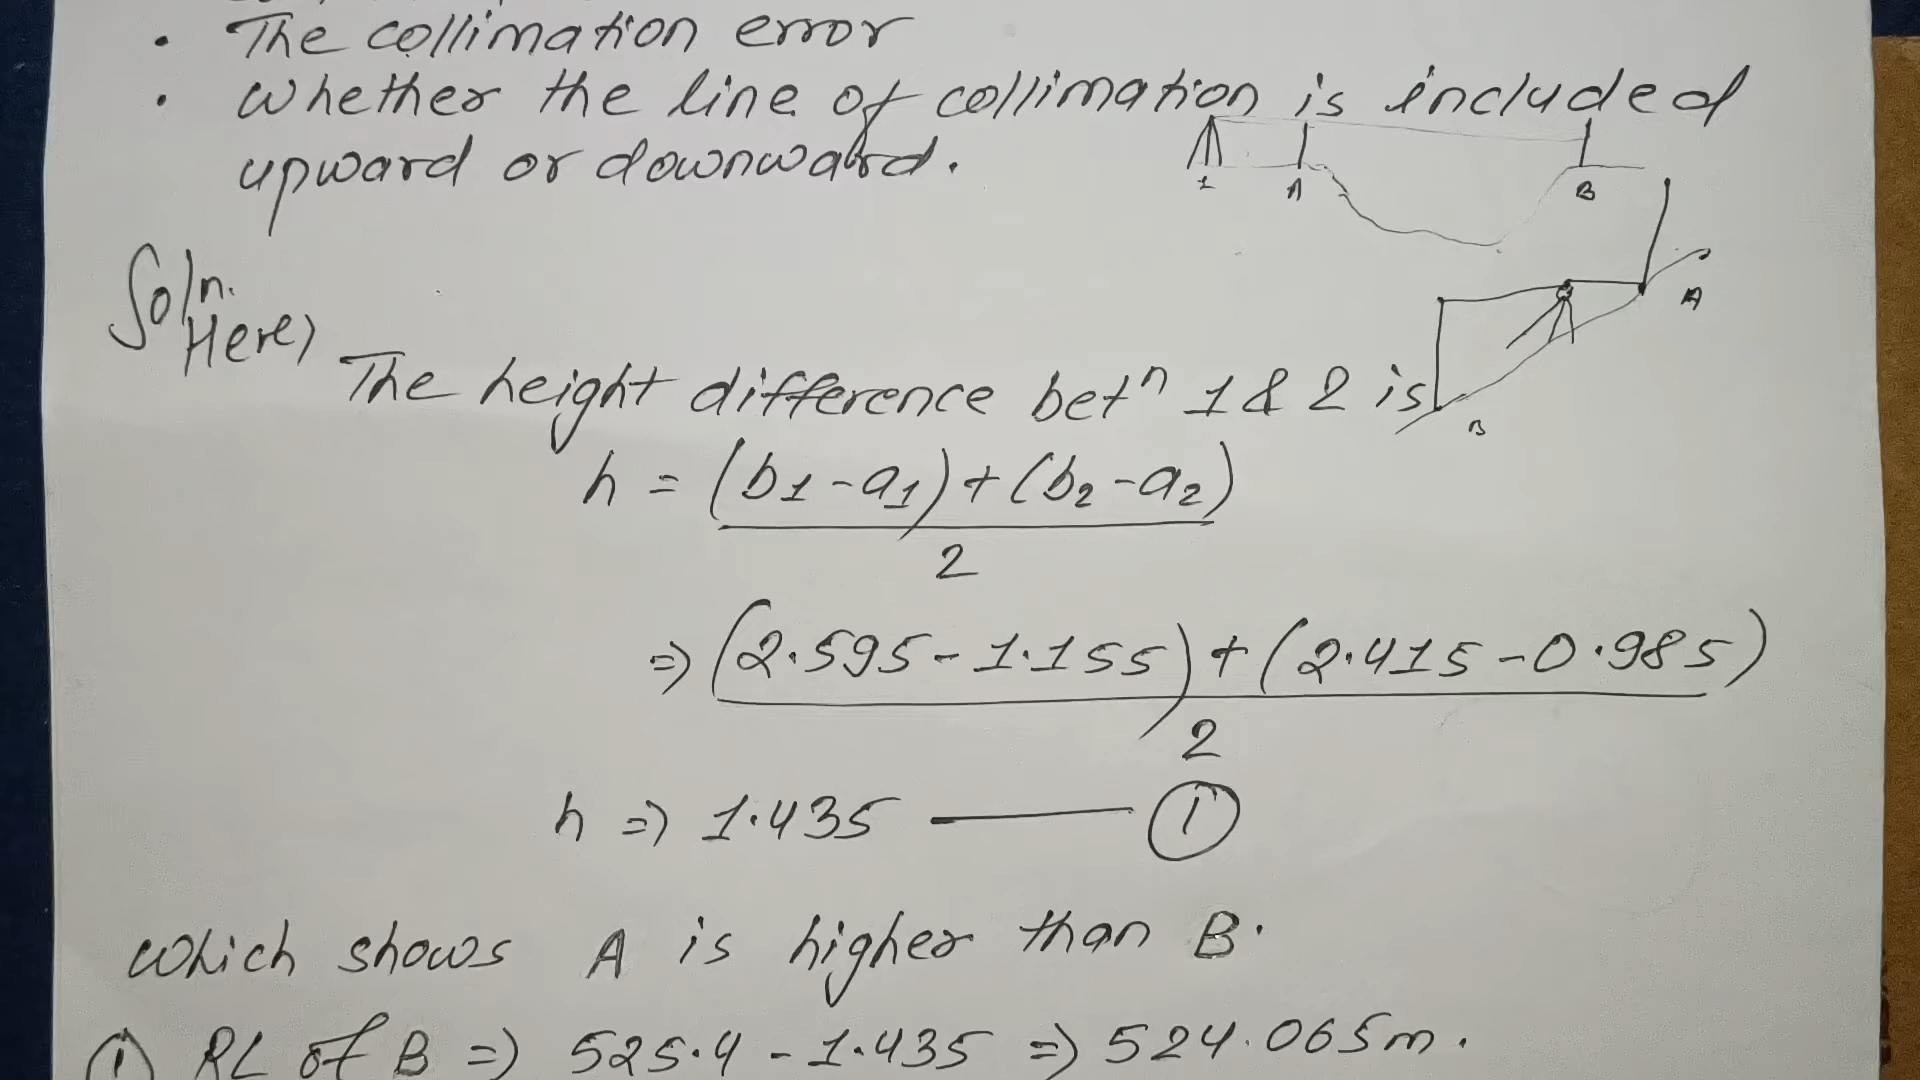 • The collimation error
• Whether the line of collimation is included
upward or downward.
1 A B
A
Soln.
Here,
The height difference betⁿ 1 & 2 is
B
h = (b1-a1)+(b2-a2)
2
=> (2.595-1.155)+(2.415-0.985)
2
h => 1.435 ——— ①
which shows A is higher than B.
① RL of B => 525.4 - 1.435 => 524.065m.